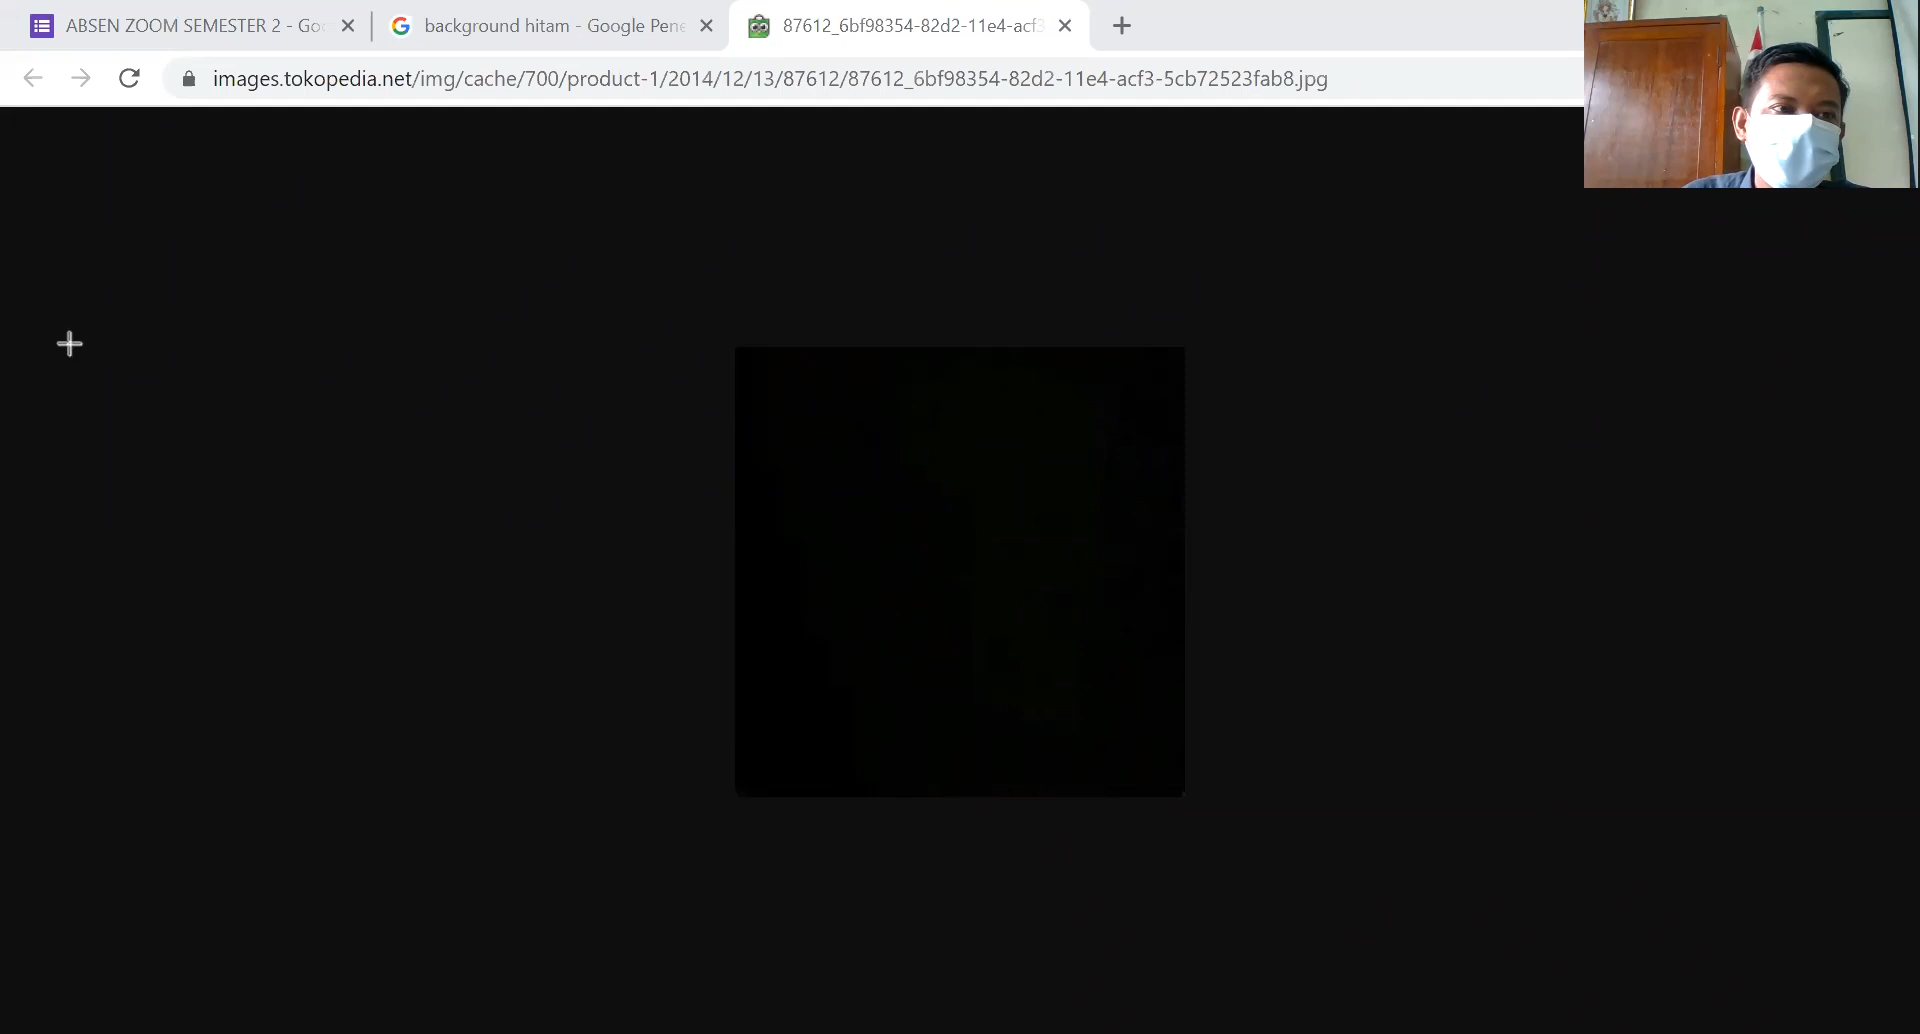 ABSEN ZOOM SEMESTER 2 - Go
background hitam - Google Pene
87612_6bf98354-82d2-11e4-acf3
images.tokopedia.net/img/cache/700/product-1/2014/12/13/87612/87612_6bf98354-82d2-11e4-acf3-5cb72523fab8.jpg